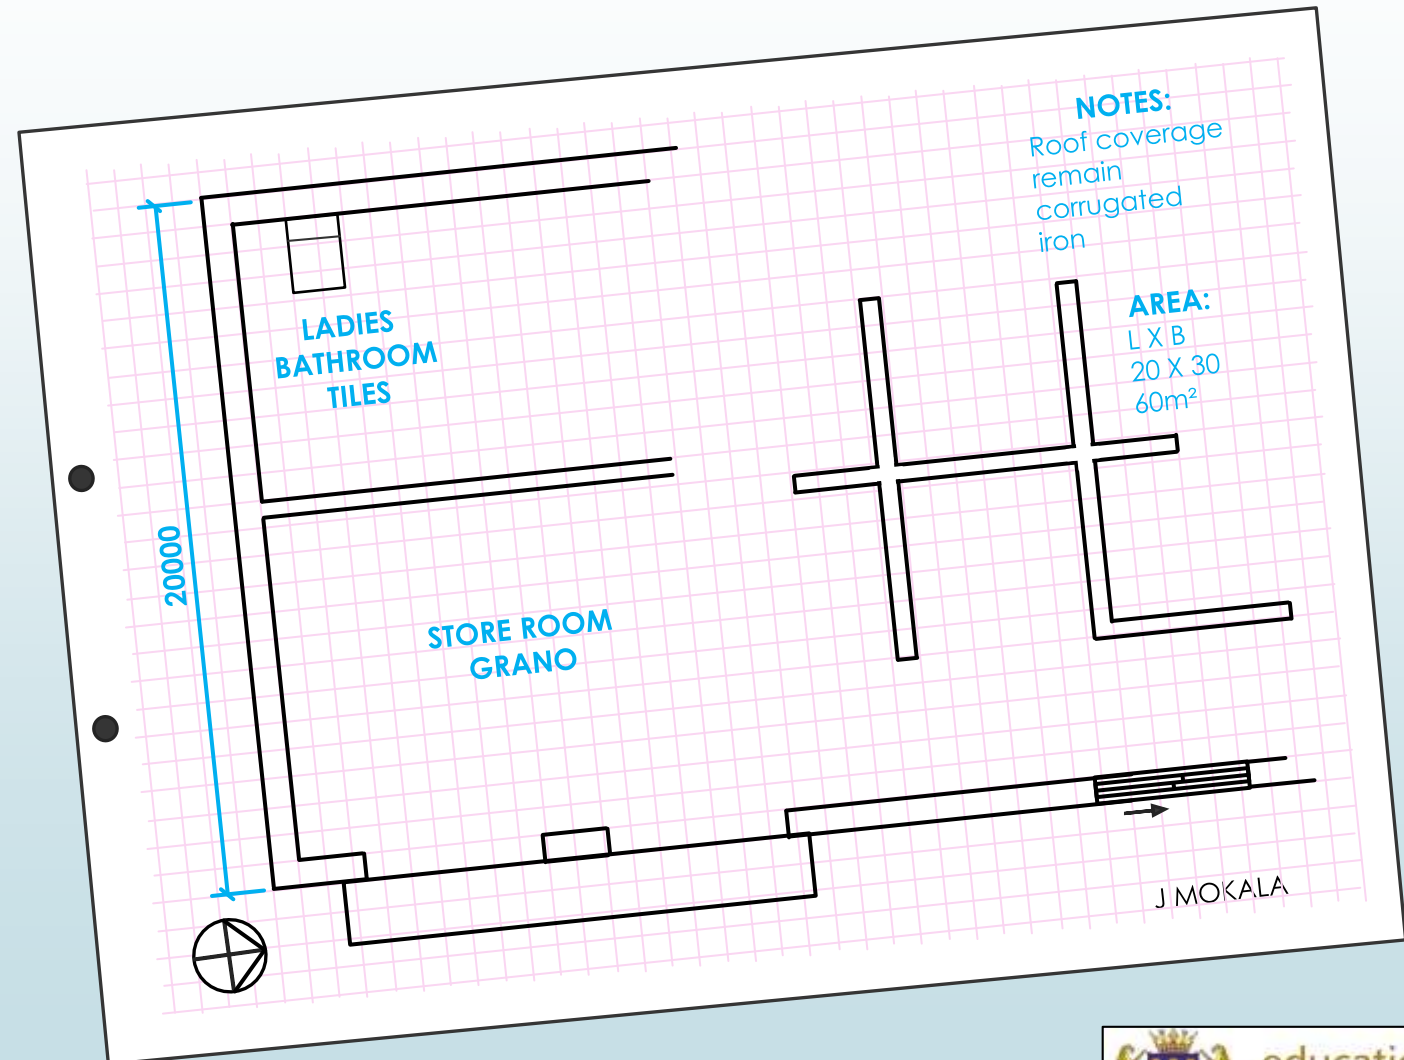 NOTES:
Roof coverage
remain
corrugated
iron
LADIES
BATHROOM
TILES
AREA:
L X B
20 X 30
60m²
20000
STORE ROOM
GRANO
J MOKALA